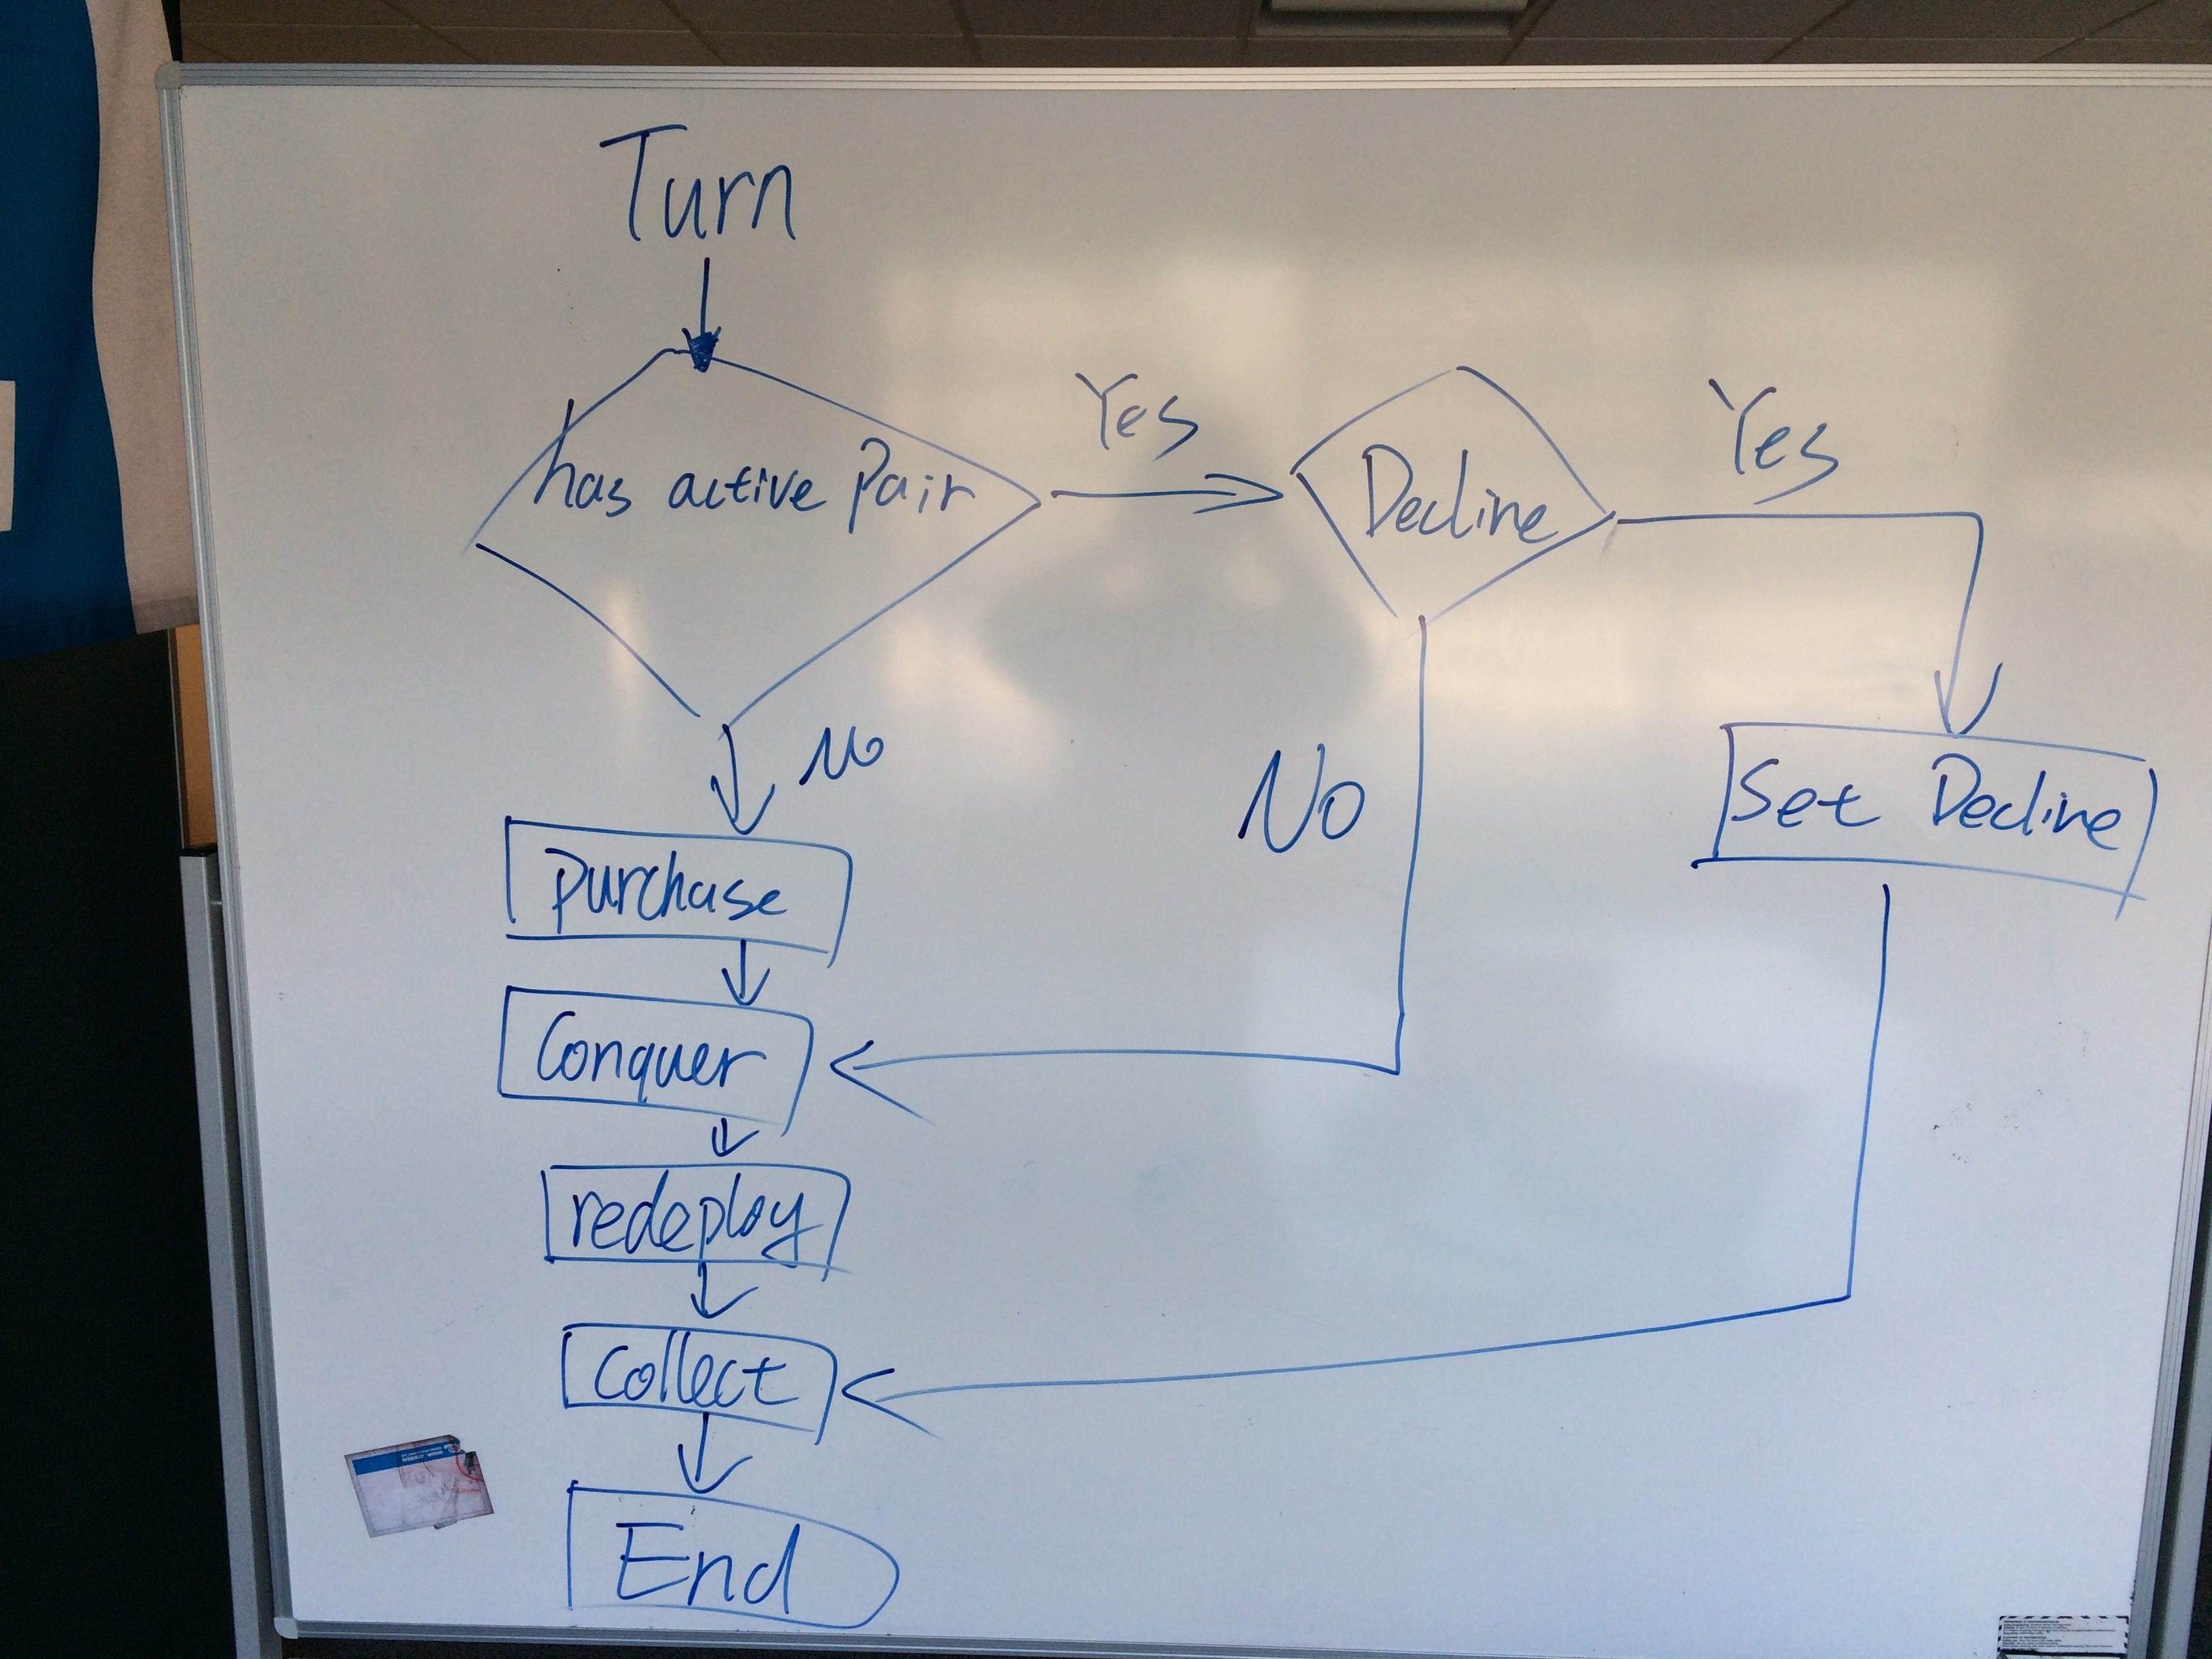 Turn
has active Pair
Yes
Decline
Yes
No
No
Set Decline
Purchase
Conquer
redeploy
Collect
End